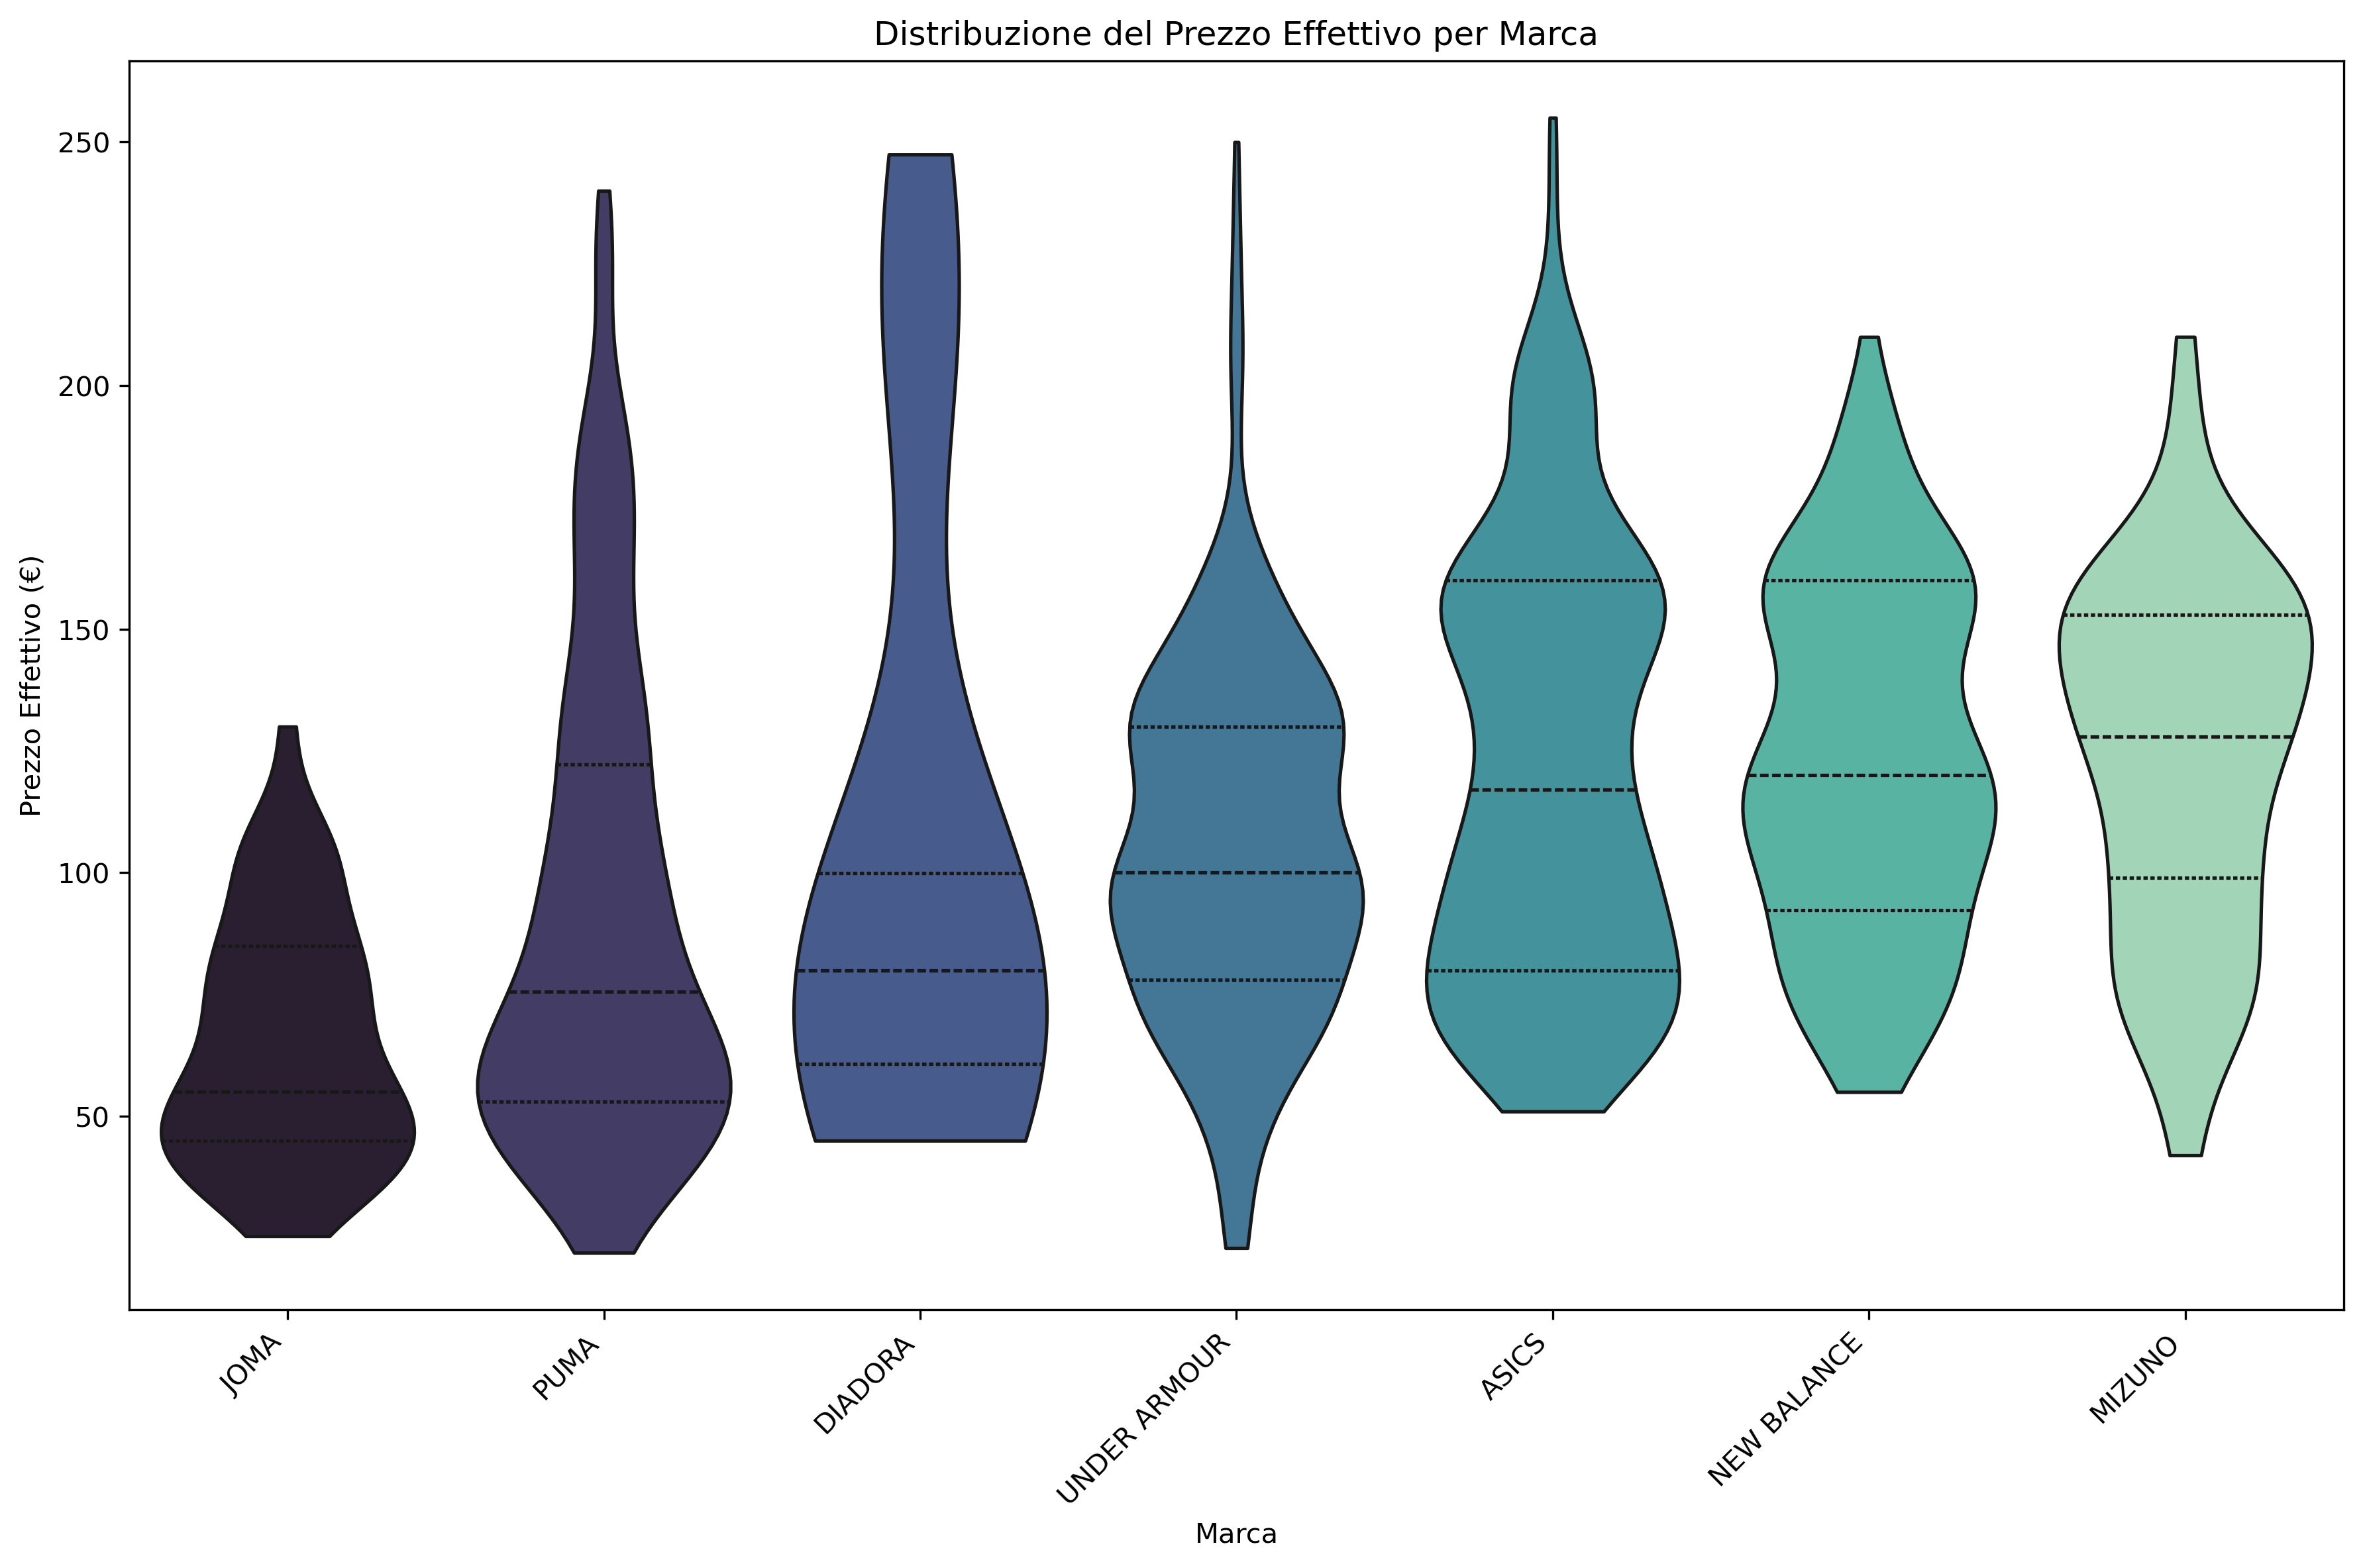 Distribuzione del Prezzo Effettivo per Marca
Prezzo Effettivo (€)
250
200
150
100
50
JOMA
PUMA
DIADORA
UNDER ARMOUR
ASICS
NEW BALANCE
MIZUNO
Marca